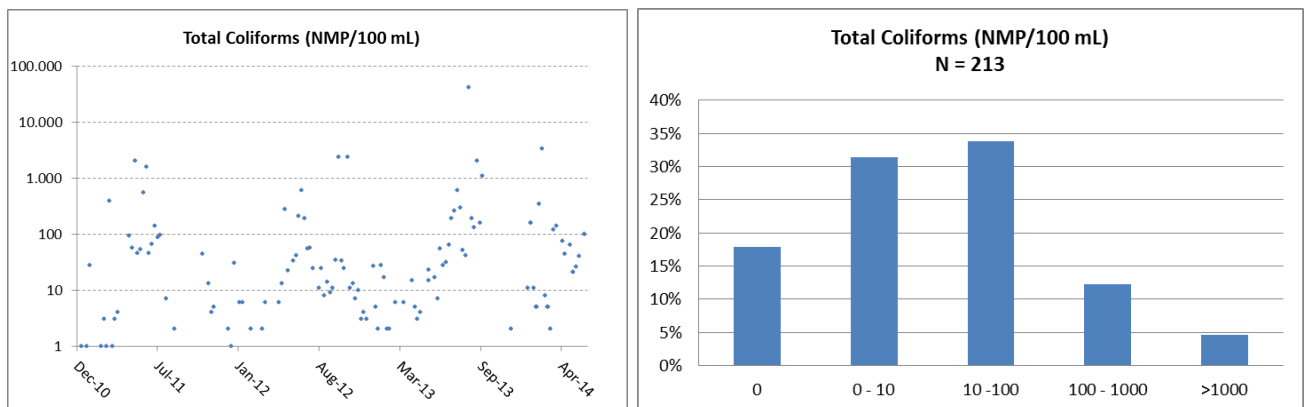 Total Coliforms (NMP/100 mL)
100.000
10.000
1.000
100
10
1
Dec-10
Jul-11
Jan-12
Aug-12
Mar-13
Sep-13
Apr-14
Total Coliforms (NMP/100 mL)
N = 213
40%
35%
30%
25%
20%
15%
10%
5%
0%
0
0 - 10
10 -100
100 - 1000
>1000